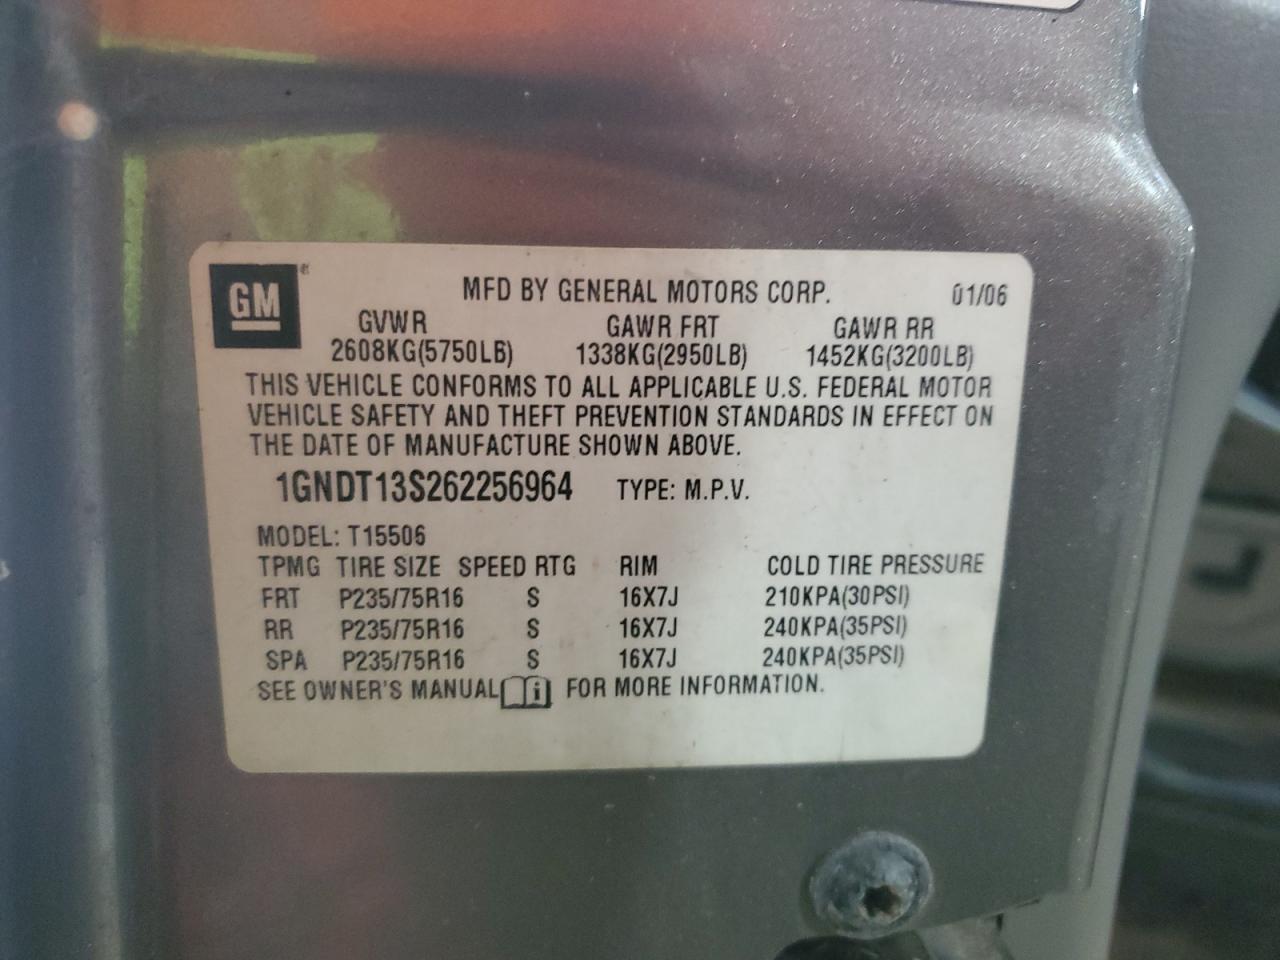 GM
MFD BY GENERAL MOTORS CORP. 01/06
GVWR GAWR FRT GAWR RR
2608KG(5750LB) 1338KG(2950LB) 1452KG(3200LB)
THIS VEHICLE CONFORMS TO ALL APPLICABLE U.S. FEDERAL MOTOR
VEHICLE SAFETY AND THEFT PREVENTION STANDARDS IN EFFECT ON
THE DATE OF MANUFACTURE SHOWN ABOVE.
1GNDT13S262256964 TYPE: M.P.V.
MODEL: T15506
TPMG TIRE SIZE SPEED RTG RIM COLD TIRE PRESSURE
FRT P235/75R16 S 16X7J 210KPA(30PSI)
RR P235/75R16 S 16X7J 240KPA(35PSI)
SPA P235/75R16 S 16X7J 240KPA(35PSI)
SEE OWNER'S MANUAL i FOR MORE INFORMATION.